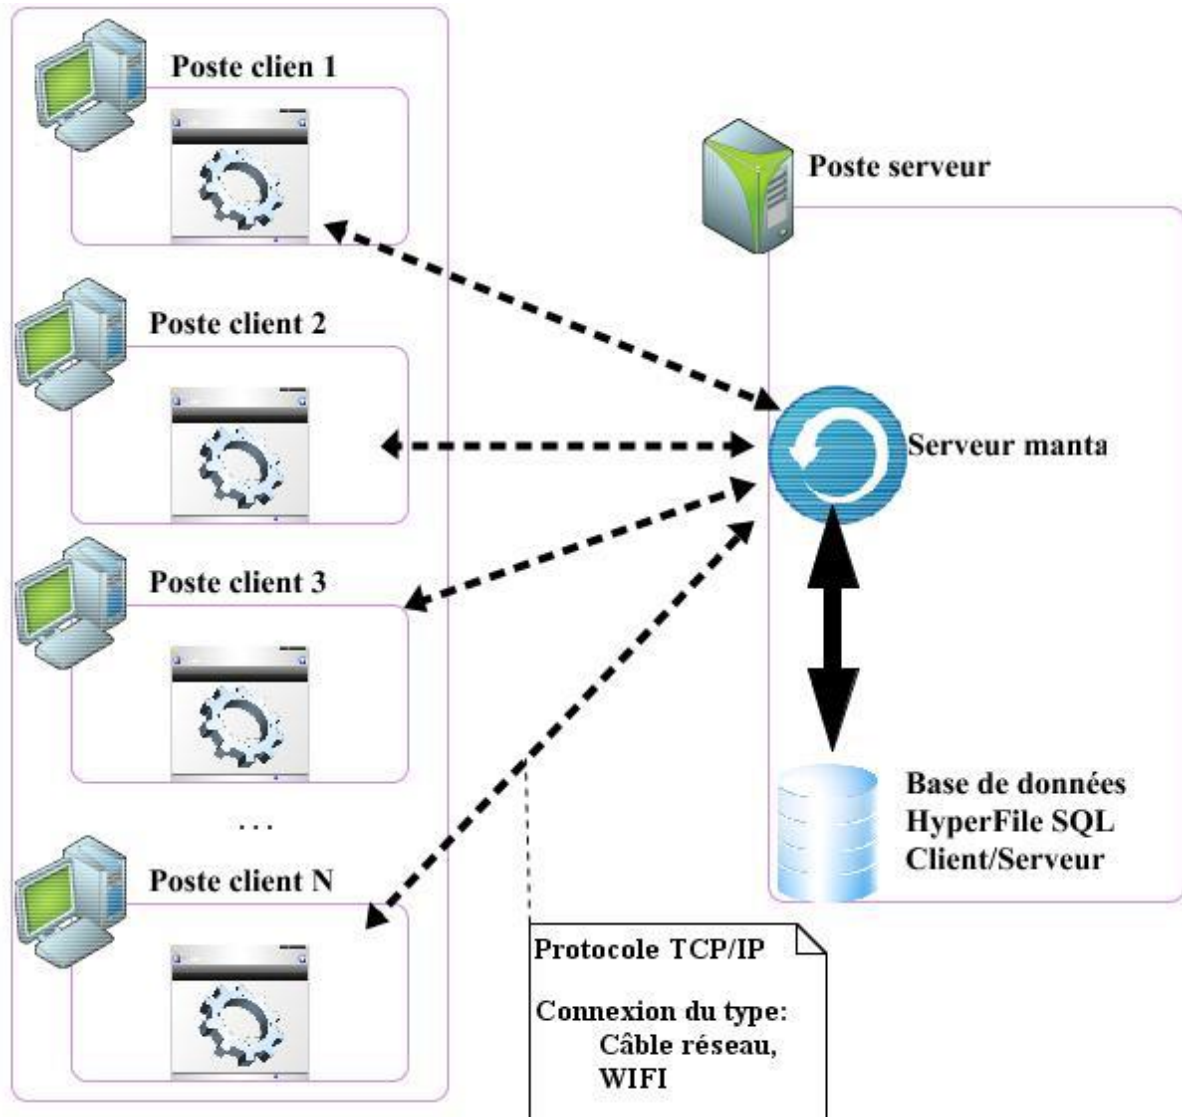 Poste clien 1
Poste serveur
Poste client 2
Serveur manta
Poste client 3
Base de données
HyperFile SQL
Client/Serveur
...
Poste client N
Protocole TCP/IP
Connexion du type:
Câble réseau,
WIFI